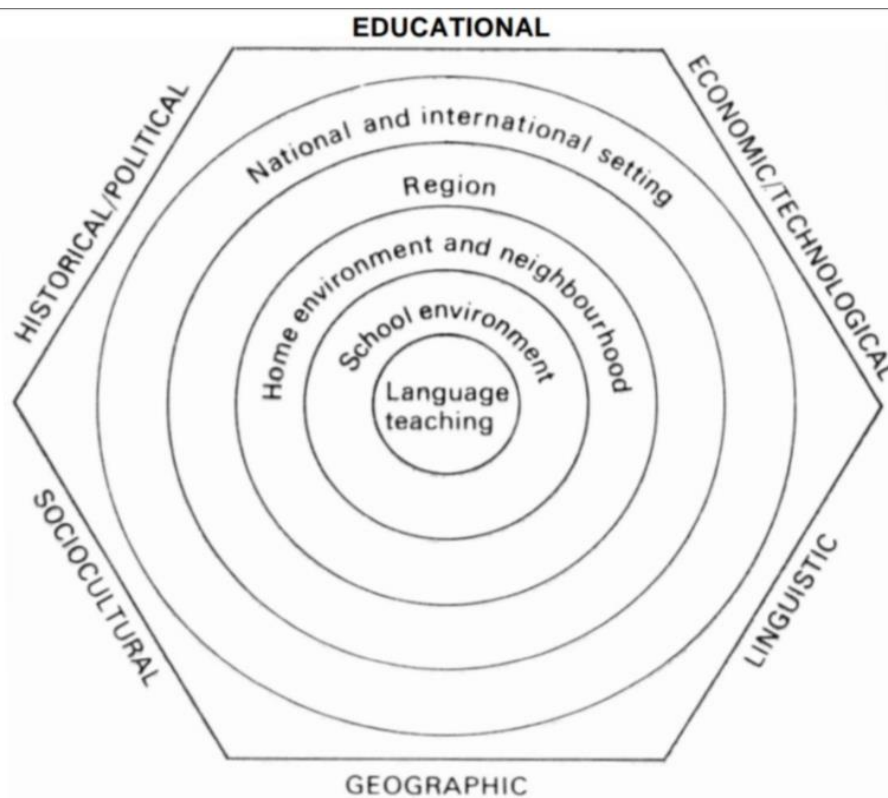 EDUCATIONAL
HISTORICAL/POLITICAL
ECONOMIC/TECHNOLOGICAL
National and international setting
Region
Home environment and neighbourhood
School environment
Language
teaching
SOCIOCULTURAL
LINGUISTIC
GEOGRAPHIC